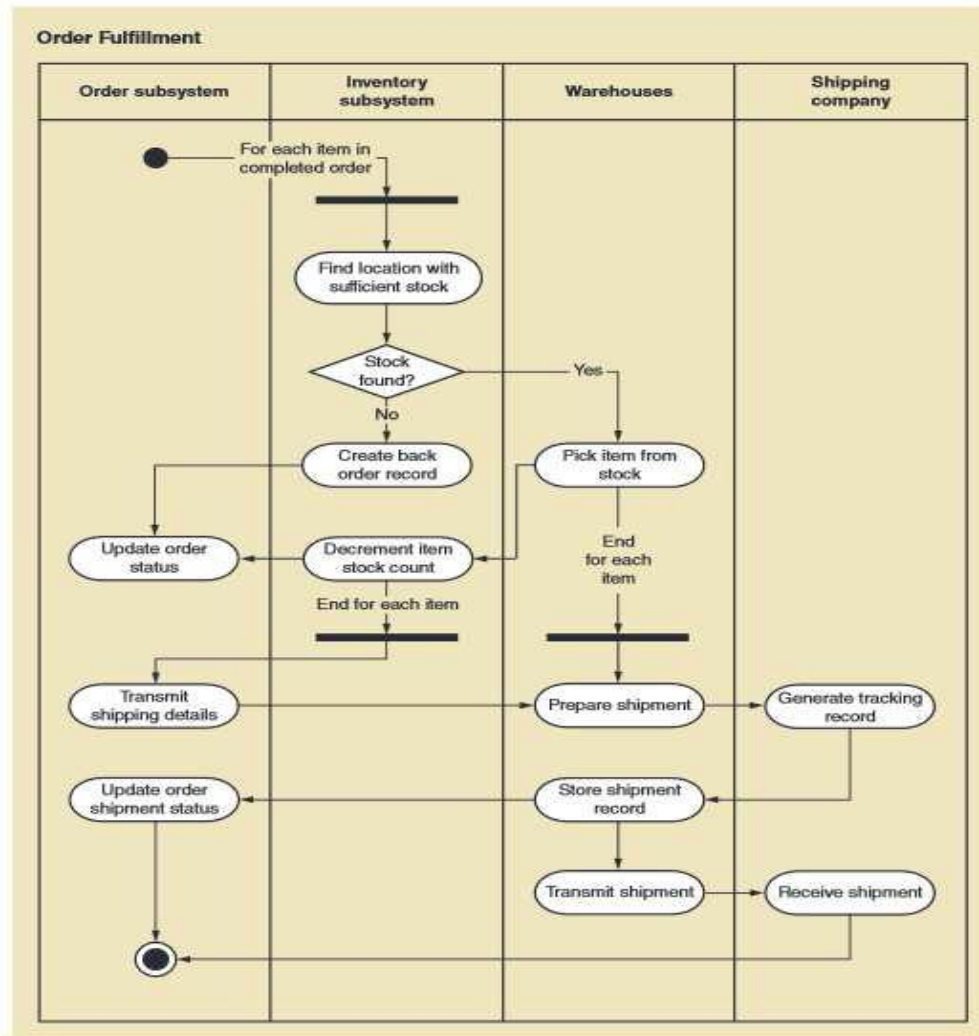 Order Fulfillment
Order subsystem
Inventory
subsystem
Warehouses
Shipping
company
For each item in
completed order
Find location with
sufficient stock
Stock
found?
Yes
No
Create back
order record
Pick item from
stock
Update order
status
Decrement item
stock count
End
for each
item
End for each item
Transmit
shipping details
Prepare shipment
Generate tracking
record
Update order
shipment status
Store shipment
record
Transmit shipment
Receive shipment